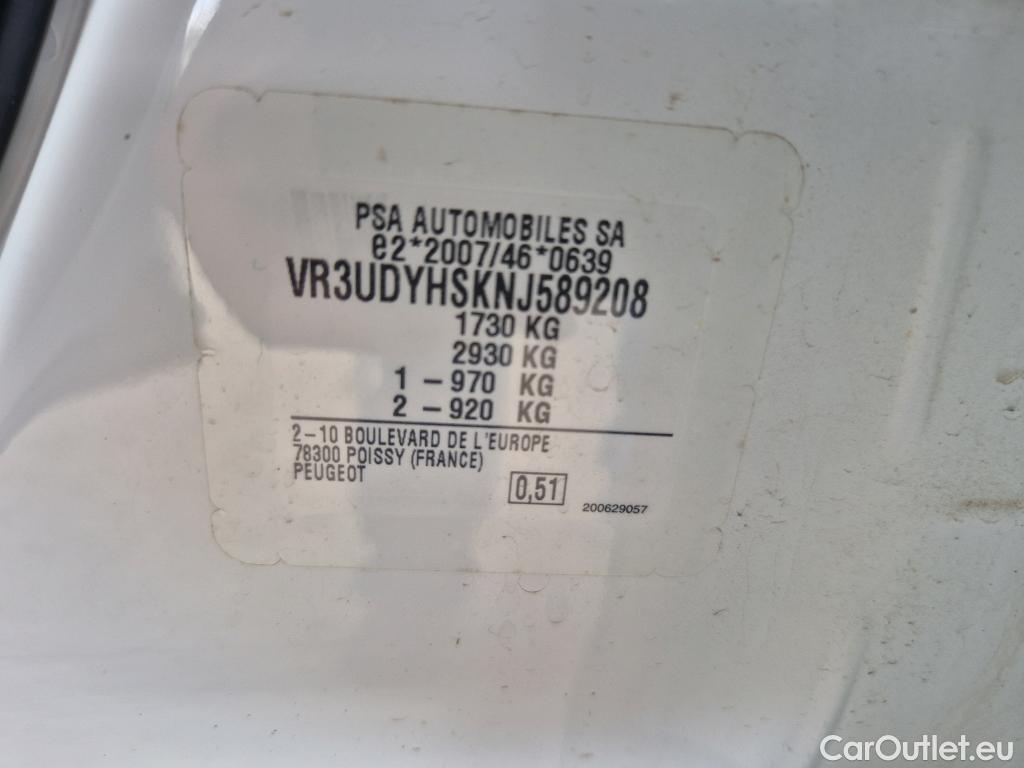 PSA AUTOMOBILES SA
e2*2007/46*0639
VR3UDYHSKNJ589208
1730 KG
2930 KG
1 - 970 KG
2 - 920 KG
2-10 BOULEVARD DE L'EUROPE
78300 POISSY (FRANCE)
PEUGEOT
0,51
200629057
CarOutlet.eu